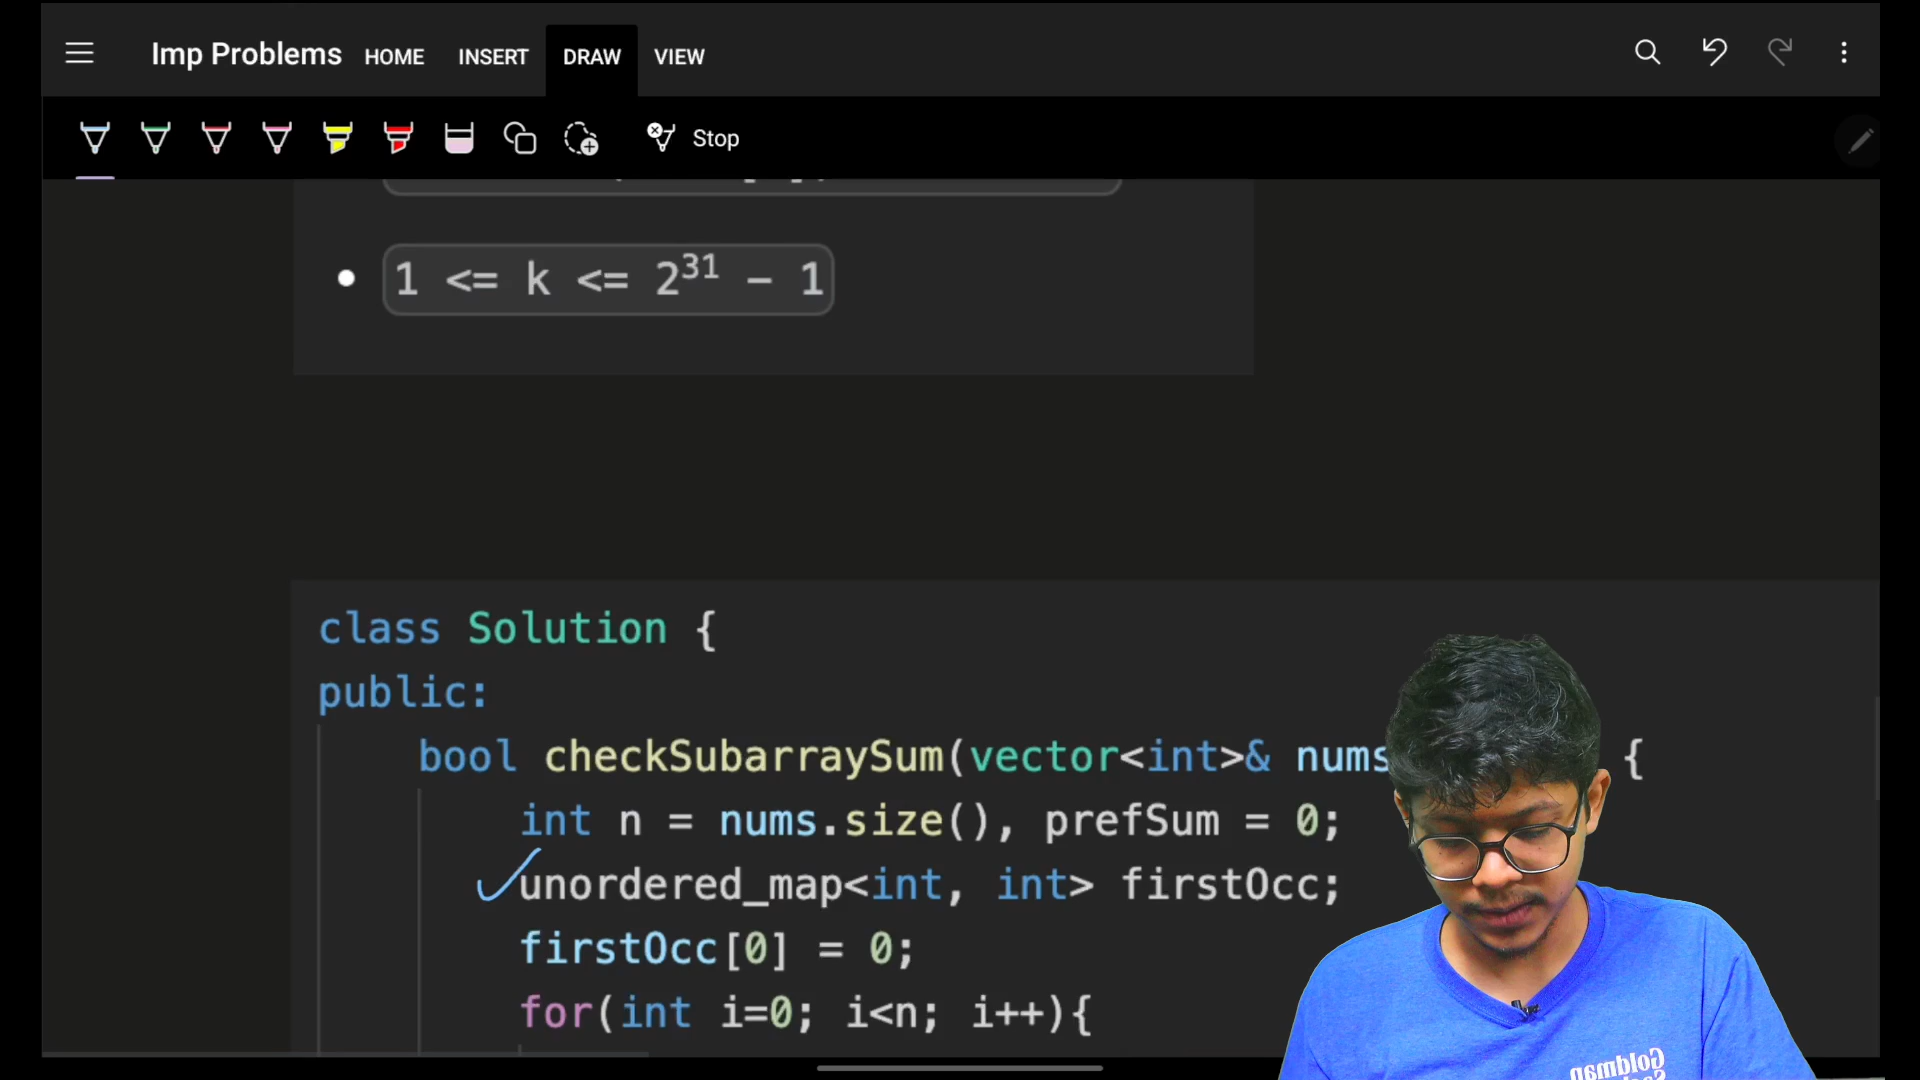 Imp Problems HOME INSERT DRAW VIEW
Stop
1 <= k <= 2³¹ - 1
class Solution {
public:
bool checkSubarraySum(vector<int>& nums {
int n = nums.size(), prefSum = 0;
unordered_map<int, int> firstOcc;
firstOcc[0] = 0;
for(int i=0; i<n; i++){
Goldman